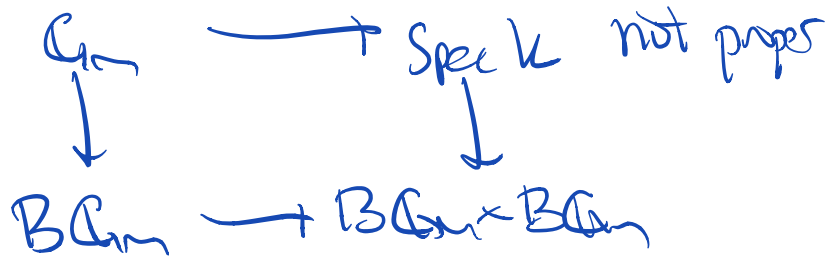 Gm → Spec k not proper
↓ ↓
BGm → BGm × BGm